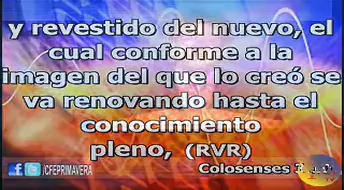 y revestido del nuevo, el
cual conforme a la
imagen del que lo creó se
va renovando hasta el
conocimiento
pleno, (RVR)
Colosenses
/CFEPRIMAVERA